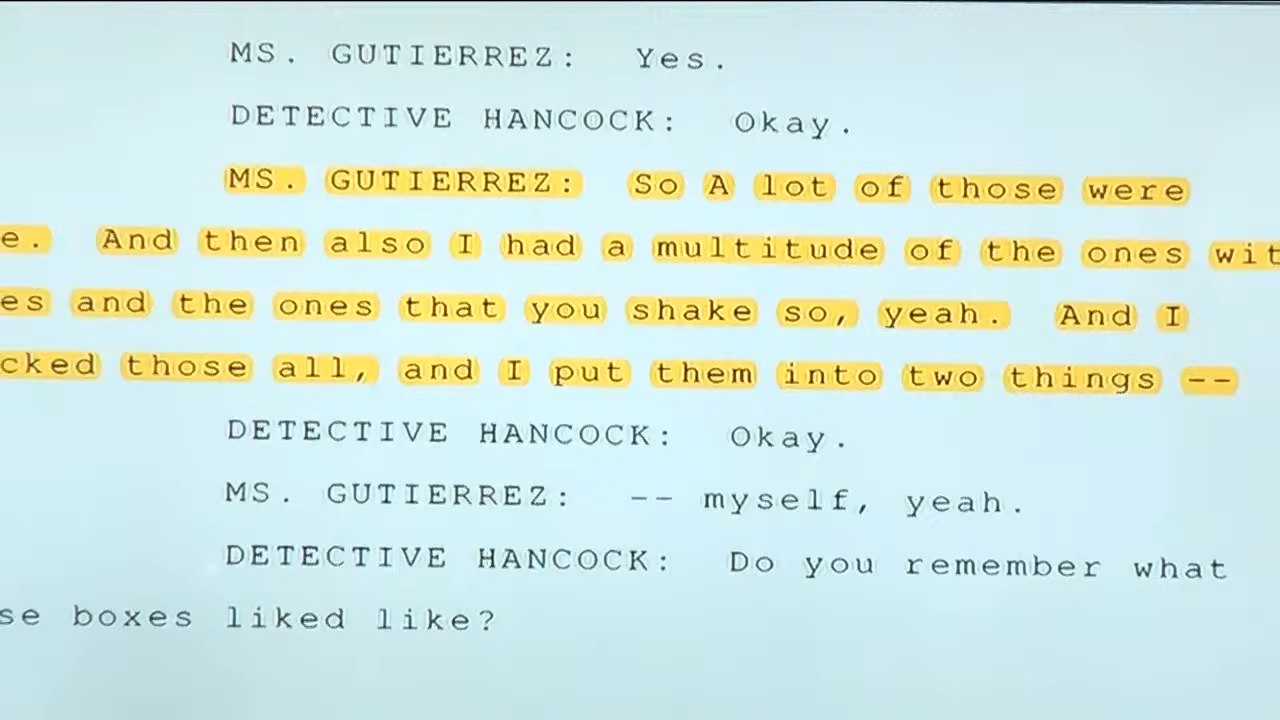 MS. GUTIERREZ: Yes.
DETECTIVE HANCOCK: Okay.
MS. GUTIERREZ: So A lot of those were
e. And then also I had a multitude of the ones wit
es and the ones that you shake so, yeah. And I
cked those all, and I put them into two things --
DETECTIVE HANCOCK: Okay.
MS. GUTIERREZ: -- myself, yeah.
DETECTIVE HANCOCK: Do you remember what
se boxes liked like?